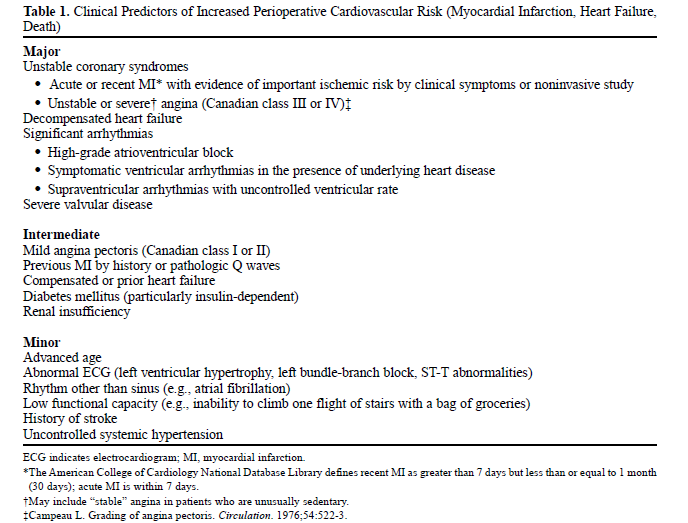 Table 1. Clinical Predictors of Increased Perioperative Cardiovascular Risk (Myocardial Infarction, Heart Failure,
Death)
Major
Unstable coronary syndromes
• Acute or recent MI* with evidence of important ischemic risk by clinical symptoms or noninvasive study
• Unstable or severe† angina (Canadian class III or IV)‡
Decompensated heart failure
Significant arrhythmias
• High-grade atrioventricular block
• Symptomatic ventricular arrhythmias in the presence of underlying heart disease
• Supraventricular arrhythmias with uncontrolled ventricular rate
Severe valvular disease
Intermediate
Mild angina pectoris (Canadian class I or II)
Previous MI by history or pathologic Q waves
Compensated or prior heart failure
Diabetes mellitus (particularly insulin-dependent)
Renal insufficiency
Minor
Advanced age
Abnormal ECG (left ventricular hypertrophy, left bundle-branch block, ST-T abnormalities)
Rhythm other than sinus (e.g., atrial fibrillation)
Low functional capacity (e.g., inability to climb one flight of stairs with a bag of groceries)
History of stroke
Uncontrolled systemic hypertension
ECG indicates electrocardiogram; MI, myocardial infarction.
*The American College of Cardiology National Database Library defines recent MI as greater than 7 days but less than or equal to 1 month
(30 days); acute MI is within 7 days.
†May include “stable” angina in patients who are unusually sedentary.
‡Campeau L. Grading of angina pectoris. Circulation. 1976;54:522-3.